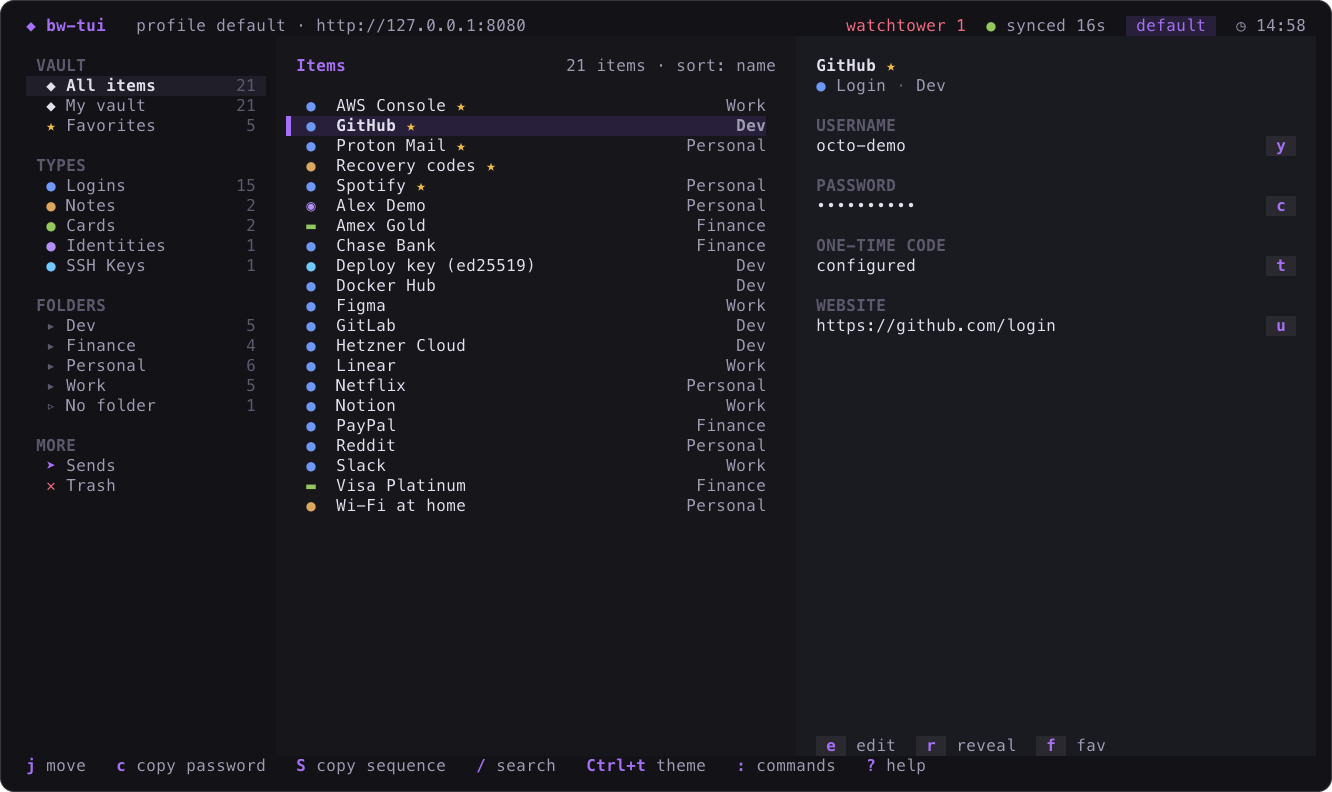 ◆ bw-tui profile default · http://127.0.0.1:8080 watchtower 1 ● synced 16s default ◷ 14:58
VAULT
◆ All items 21
◆ My vault 21
★ Favorites 5
TYPES
● Logins 15
● Notes 2
● Cards 2
● Identities 1
● SSH Keys 1
FOLDERS
▸ Dev 5
▸ Finance 4
▸ Personal 6
▸ Work 5
▹ No folder 1
MORE
➤ Sends
✕ Trash
Items 21 items · sort: name
● AWS Console ★ Work
● GitHub ★ Dev
● Proton Mail ★ Personal
● Recovery codes ★
● Spotify ★ Personal
◉ Alex Demo Personal
▬ Amex Gold Finance
● Chase Bank Finance
● Deploy key (ed25519) Dev
● Docker Hub Dev
● Figma Work
● GitLab Dev
● Hetzner Cloud Dev
● Linear Work
● Netflix Personal
● Notion Work
● PayPal Finance
● Reddit Personal
● Slack Work
▬ Visa Platinum Finance
● Wi-Fi at home Personal
GitHub ★
● Login · Dev
USERNAME
octo-demo y
PASSWORD
•••••••••• c
ONE-TIME CODE
configured t
WEBSITE
https://github.com/login u
e edit r reveal f fav
j move c copy password S copy sequence / search Ctrl+t theme : commands ? help